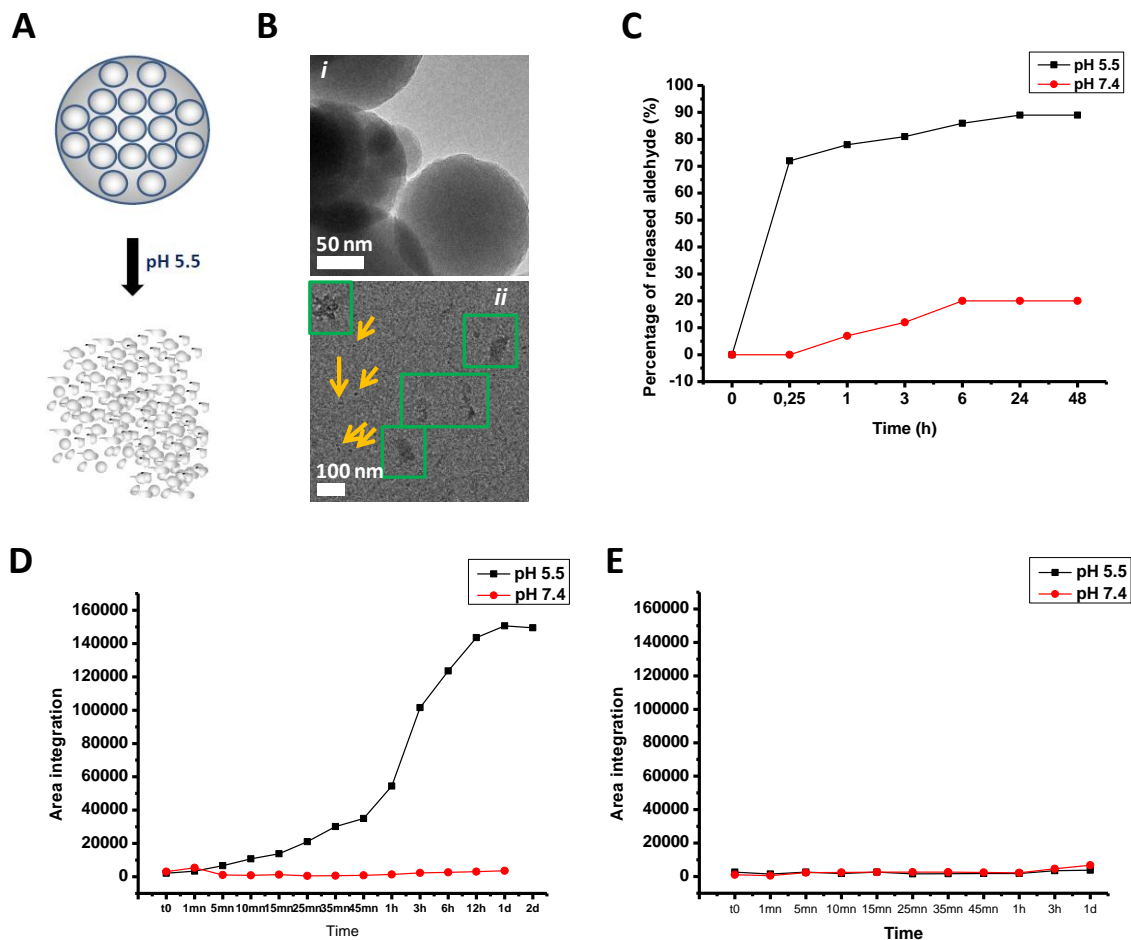 A
pH 5.5
B
i
50 nm
ii
100 nm
C
pH 5.5
pH 7.4
Percentage of released aldehyde (%)
100
90
80
70
60
50
40
30
20
10
0
-10
0 0,25 1 3 6 24 48
Time (h)
D
pH 5.5
pH 7.4
Area integration
160000
140000
120000
100000
80000
60000
40000
20000
0
t0 1mn 5mn 10mn 15mn 25mn 35mn 45mn 1h 3h 6h 12h 1d 2d
Time
E
pH 5.5
pH 7.4
Area integration
160000
140000
120000
100000
80000
60000
40000
20000
0
t0 1mn 5mn 10mn 15mn 25mn 35mn 45mn 1h 3h 1d
Time